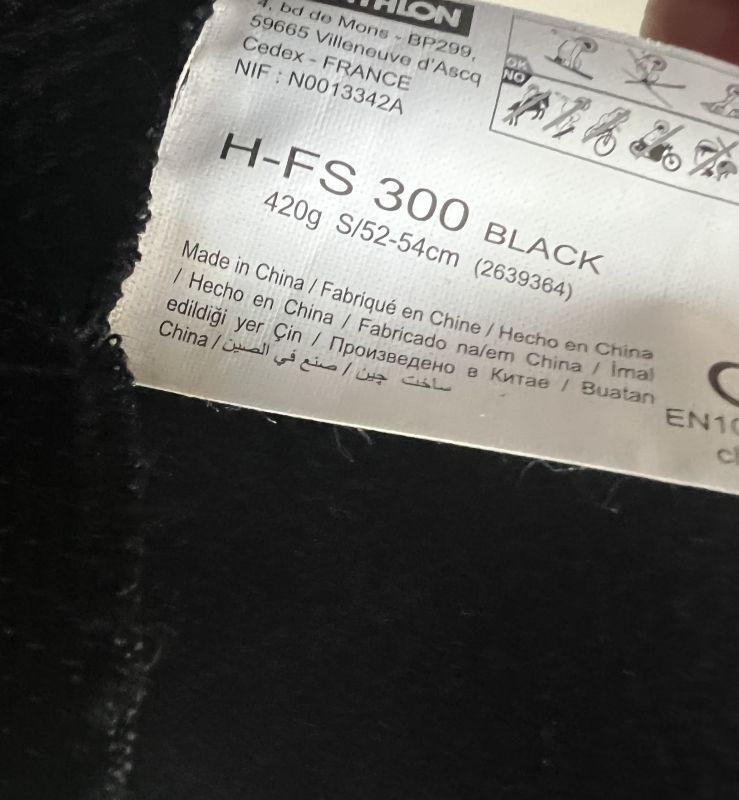 4, bd de Mons - BP299,
59665 Villeneuve d'Ascq
Cedex - FRANCE
NIF : N0013342A
OK
NO
H-FS 300 BLACK
420g S/52-54cm (2639364)
Made in China / Fabriqué en Chine / Hecho en China
/ Hecho en China / Fabricado na/em China / İmal
edildiği yer Çin / Произведено в Китае / Buatan
China / صنع في الصين / ساخت چین